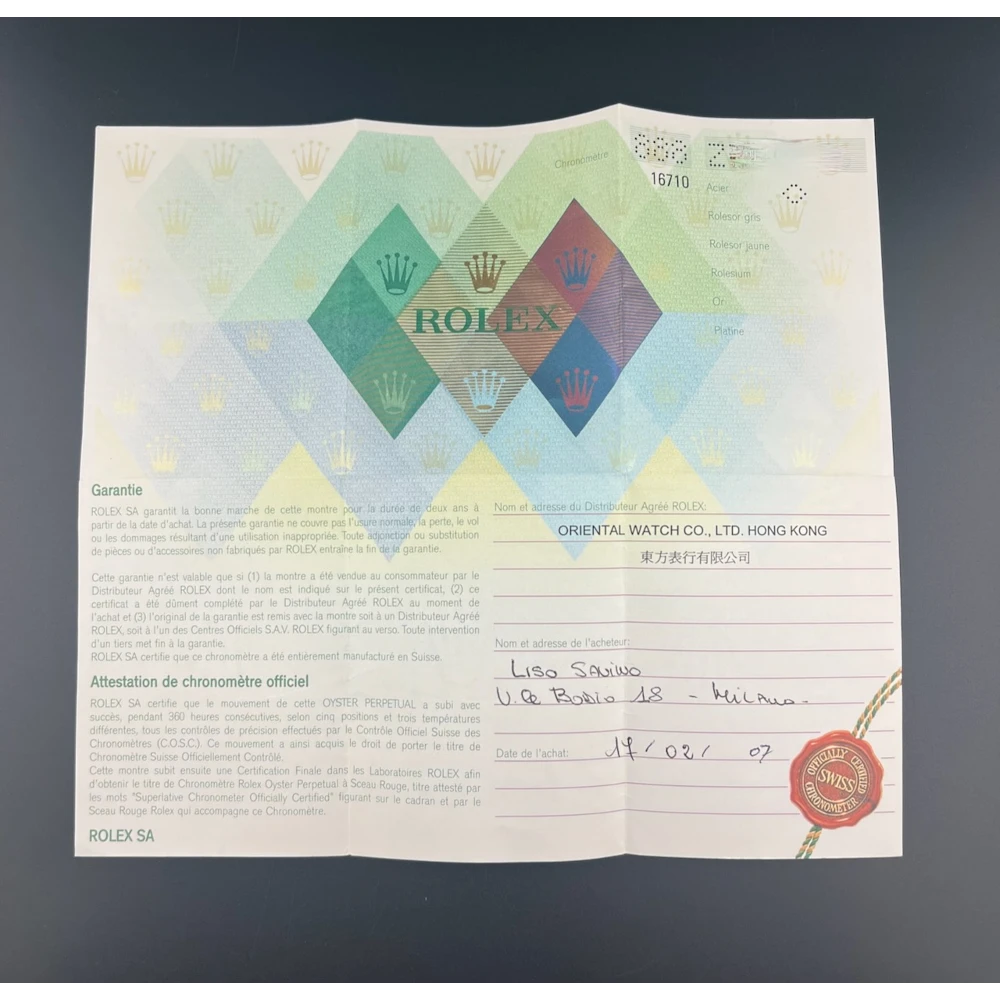 Chronomètre
888 Z
16710
Acier
Rolesor gris
Rolesor jaune
Rolesium
Or
Platine
ROLEX
Garantie
ROLEX SA garantit la bonne marche de cette montre pour la durée de deux ans à
partir de la date d'achat. La présente garantie ne couvre pas l'usure normale, la perte, le vol
ou les dommages résultant d'une utilisation inappropriée. Toute adjonction ou substitution
de pièces ou d'accessoires non fabriqués par ROLEX entraîne la fin de la garantie.
Cette garantie n'est valable que si (1) la montre a été vendue au consommateur par le
Distributeur Agréé ROLEX dont le nom est indiqué sur le présent certificat, (2) ce
certificat a été dûment complété par le Distributeur Agréé ROLEX au moment de
l'achat et (3) l'original de la garantie est remis avec la montre soit à un Distributeur Agréé
ROLEX, soit à l'un des Centres Officiels S.A.V. ROLEX figurant au verso. Toute intervention
d'un tiers met fin à la garantie.
ROLEX SA certifie que ce chronomètre a été entièrement manufacturé en Suisse.
Attestation de chronomètre officiel
ROLEX SA certifie que le mouvement de cette OYSTER PERPETUAL a subi avec
succès, pendant 360 heures consécutives, selon cinq positions et trois températures
différentes, tous les contrôles de précision effectués par le Contrôle Officiel Suisse des
Chronomètres (C.O.S.C.). Ce mouvement a ainsi acquis le droit de porter le titre de
Chronomètre Suisse Officiellement Contrôlé.
Cette montre subit ensuite une Certification Finale dans les Laboratoires ROLEX afin
d'obtenir le titre de Chronomètre Rolex Oyster Perpetual à Sceau Rouge, titre attesté par
les mots "Superlative Chronometer Officially Certified" figurant sur le cadran et par le
Sceau Rouge Rolex qui accompagne ce Chronomètre.
ROLEX SA
Nom et adresse du Distributeur Agréé ROLEX:
ORIENTAL WATCH CO., LTD. HONG KONG
東方表行有限公司
Nom et adresse de l'acheteur:
LISO SAVINO
V.le BODIO 18 - MILANO.
Date de l'achat: 17/02/ 07
OFFICIALLY CERTIFIED
SWISS
CHRONOMETER